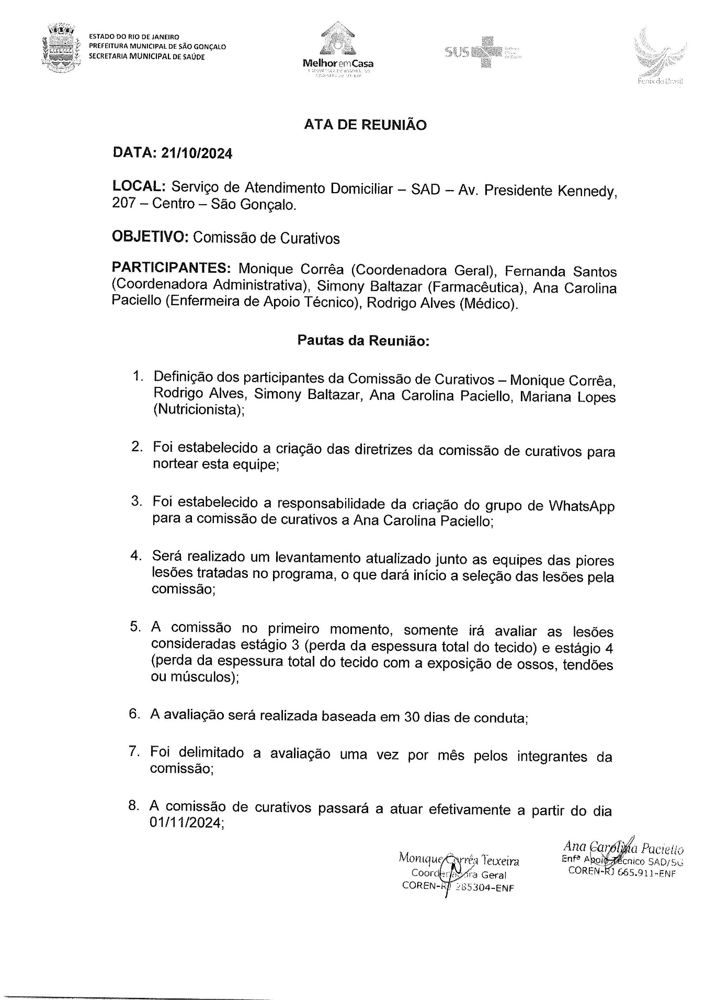 ESTADO DO RIO DE JANEIRO
PREFEITURA MUNICIPAL DE SÃO GONÇALO
SECRETARIA MUNICIPAL DE SAÚDE
MelhoremCasa
SUS
Fenix do Brasil
ATA DE REUNIÃO
DATA: 21/10/2024
LOCAL: Serviço de Atendimento Domiciliar – SAD – Av. Presidente Kennedy,
207 – Centro – São Gonçalo.
OBJETIVO: Comissão de Curativos
PARTICIPANTES: Monique Corrêa (Coordenadora Geral), Fernanda Santos
(Coordenadora Administrativa), Simony Baltazar (Farmacêutica), Ana Carolina
Paciello (Enfermeira de Apoio Técnico), Rodrigo Alves (Médico).
Pautas da Reunião:
1. Definição dos participantes da Comissão de Curativos – Monique Corrêa,
Rodrigo Alves, Simony Baltazar, Ana Carolina Paciello, Mariana Lopes
(Nutricionista);
2. Foi estabelecido a criação das diretrizes da comissão de curativos para
nortear esta equipe;
3. Foi estabelecido a responsabilidade da criação do grupo de WhatsApp
para a comissão de curativos a Ana Carolina Paciello;
4. Será realizado um levantamento atualizado junto as equipes das piores
lesões tratadas no programa, o que dará início a seleção das lesões pela
comissão;
5. A comissão no primeiro momento, somente irá avaliar as lesões
consideradas estágio 3 (perda da espessura total do tecido) e estágio 4
(perda da espessura total do tecido com a exposição de ossos, tendões
ou músculos);
6. A avaliação será realizada baseada em 30 dias de conduta;
7. Foi delimitado a avaliação uma vez por mês pelos integrantes da
comissão;
8. A comissão de curativos passará a atuar efetivamente a partir do dia
01/11/2024;
Monique Corrêa Teixeira
Coordenadora Geral
COREN-RJ 285304-ENF
Ana Carolina Paciello
Enfª Apoio Técnico SAD/SG
COREN-RJ 665.911-ENF